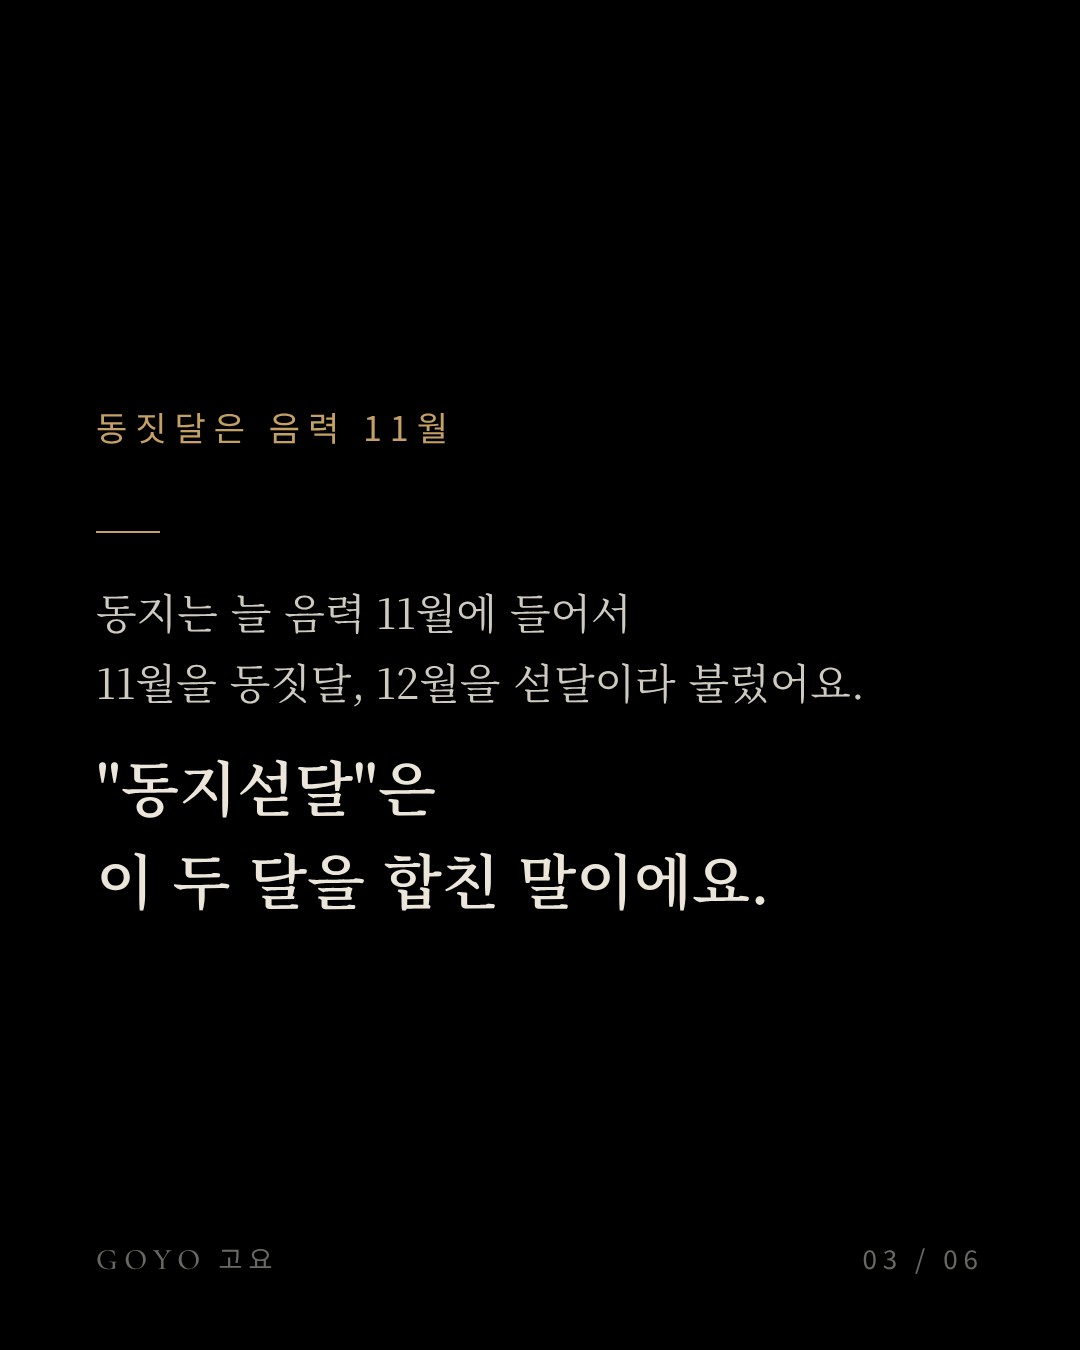 동짓달은 음력 11월
동지는 늘 음력 11월에 들어서
11월을 동짓달, 12월을 섣달이라 불렀어요.
"동지섣달"은
이 두 달을 합친 말이에요.
GOYO 고요
03 / 06